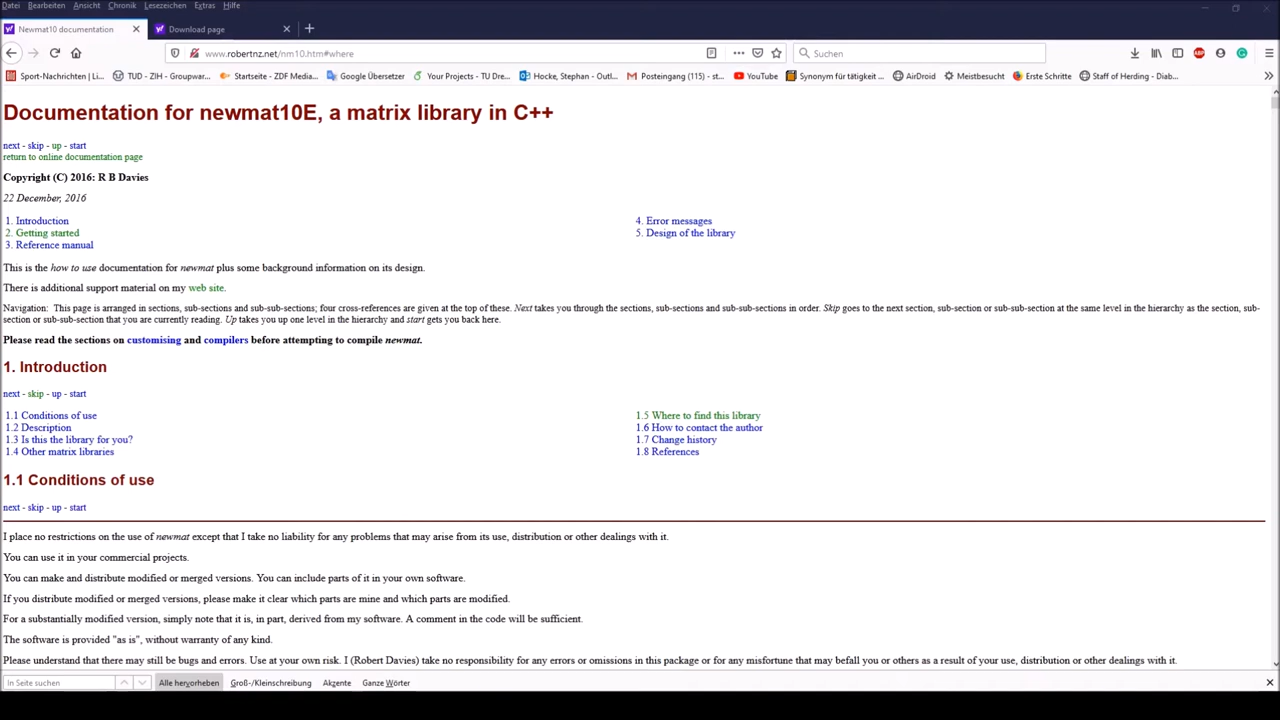 Datei Bearbeiten Ansicht Chronik Lesezeichen Extras Hilfe
Newmat10 documentation
Download page
www.robertnz.net/nm10.htm#where
Suchen
Sport-Nachrichten | Li...
TUD - ZIH - Groupwar...
Startseite - ZDF Media...
Google Übersetzer
Your Projects - TU Dre...
Hocke, Stephan - Outl...
Posteingang (115) - st...
YouTube
Synonym für tätigkeit ...
AirDroid
Meistbesucht
Erste Schritte
Staff of Herding - Diab...
Documentation for newmat10E, a matrix library in C++
next - skip - up - start
return to online documentation page
Copyright (C) 2016: R B Davies
22 December, 2016
1. Introduction
2. Getting started
3. Reference manual
4. Error messages
5. Design of the library
This is the how to use documentation for newmat plus some background information on its design.
There is additional support material on my web site.
Navigation: This page is arranged in sections, sub-sections and sub-sub-sections; four cross-references are given at the top of these. Next takes you through the sections, sub-sections and sub-sub-sections in order. Skip goes to the next section, sub-section or sub-sub-section at the same level in the hierarchy as the section, sub-
section or sub-sub-section that you are currently reading. Up takes you up one level in the hierarchy and start gets you back here.
Please read the sections on customising and compilers before attempting to compile newmat.
1. Introduction
next - skip - up - start
1.1 Conditions of use
1.2 Description
1.3 Is this the library for you?
1.4 Other matrix libraries
1.5 Where to find this library
1.6 How to contact the author
1.7 Change history
1.8 References
1.1 Conditions of use
next - skip - up - start
I place no restrictions on the use of newmat except that I take no liability for any problems that may arise from its use, distribution or other dealings with it.
You can use it in your commercial projects.
You can make and distribute modified or merged versions. You can include parts of it in your own software.
If you distribute modified or merged versions, please make it clear which parts are mine and which parts are modified.
For a substantially modified version, simply note that it is, in part, derived from my software. A comment in the code will be sufficient.
The software is provided "as is", without warranty of any kind.
Please understand that there may still be bugs and errors. Use at your own risk. I (Robert Davies) take no responsibility for any errors or omissions in this package or for any misfortune that may befall you or others as a result of your use, distribution or other dealings with it.
In Seite suchen
Alle hervorheben
Groß-/Kleinschreibung
Akzente
Ganze Wörter